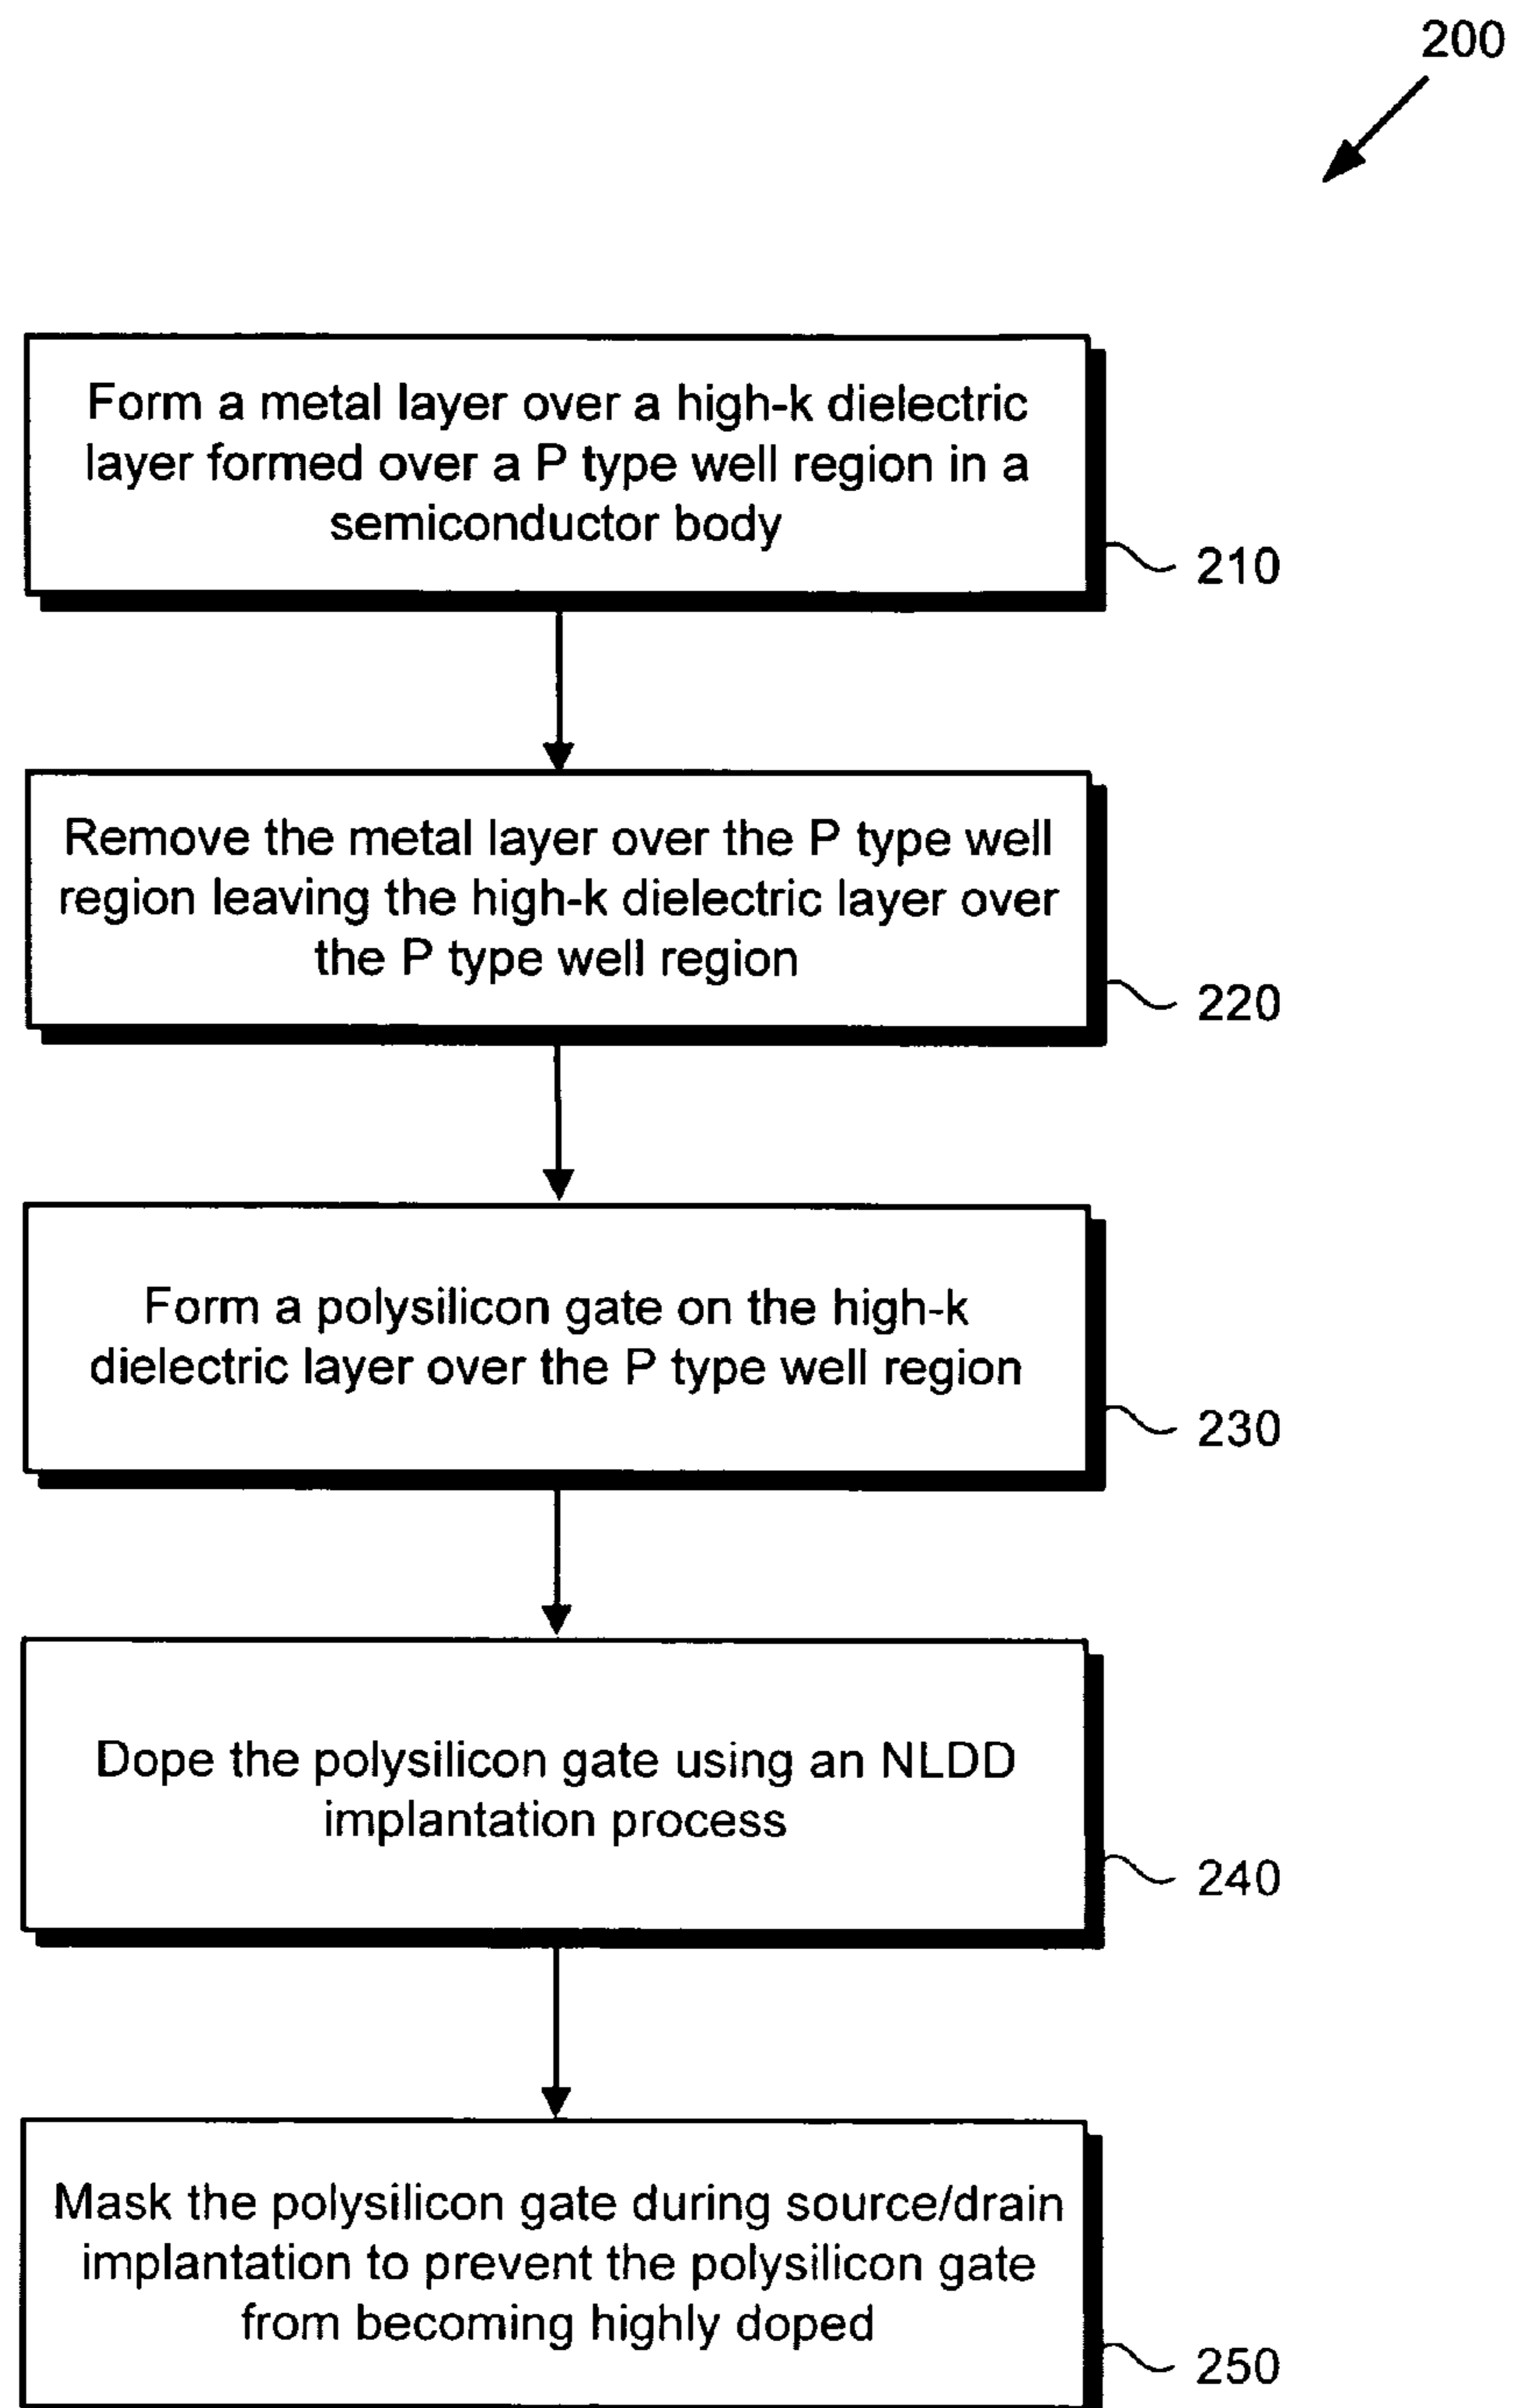 200
Form a metal layer over a high-k dielectric
layer formed over a P type well region in a
semiconductor body
210
Remove the metal layer over the P type well
region leaving the high-k dielectric layer over
the P type well region
220
Form a polysilicon gate on the high-k
dielectric layer over the P type well region
230
Dope the polysilicon gate using an NLDD
implantation process
240
Mask the polysilicon gate during source/drain
implantation to prevent the polysilicon gate
from becoming highly doped
250